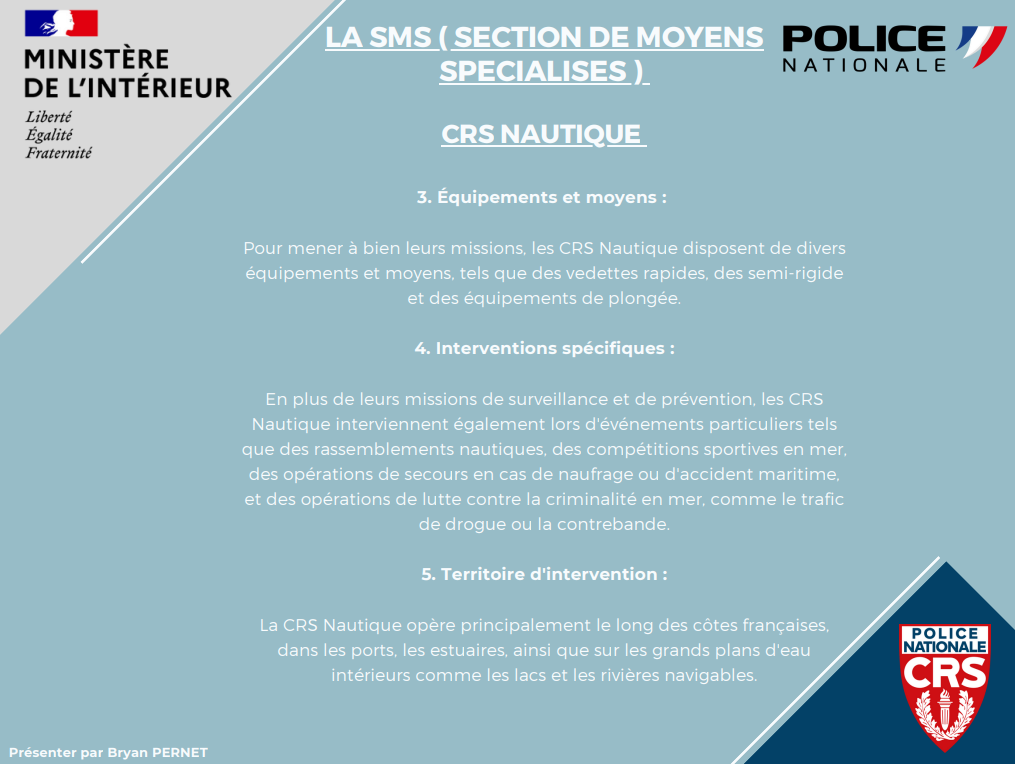 MINISTÈRE
DE L'INTÉRIEUR
Liberté
Égalité
Fraternité
LA SMS ( SECTION DE MOYENS
SPECIALISES )
POLICE
NATIONALE
CRS NAUTIQUE
3. Équipements et moyens :
Pour mener à bien leurs missions, les CRS Nautique disposent de divers
équipements et moyens, tels que des vedettes rapides, des semi-rigide
et des équipements de plongée.
4. Interventions spécifiques :
En plus de leurs missions de surveillance et de prévention, les CRS
Nautique interviennent également lors d'événements particuliers tels
que des rassemblements nautiques, des compétitions sportives en mer,
des opérations de secours en cas de naufrage ou d'accident maritime,
et des opérations de lutte contre la criminalité en mer, comme le trafic
de drogue ou la contrebande.
5. Territoire d'intervention :
La CRS Nautique opère principalement le long des côtes françaises,
dans les ports, les estuaires, ainsi que sur les grands plans d'eau
intérieurs comme les lacs et les rivières navigables.
POLICE
NATIONALE
CRS
Présenter par Bryan PERNET